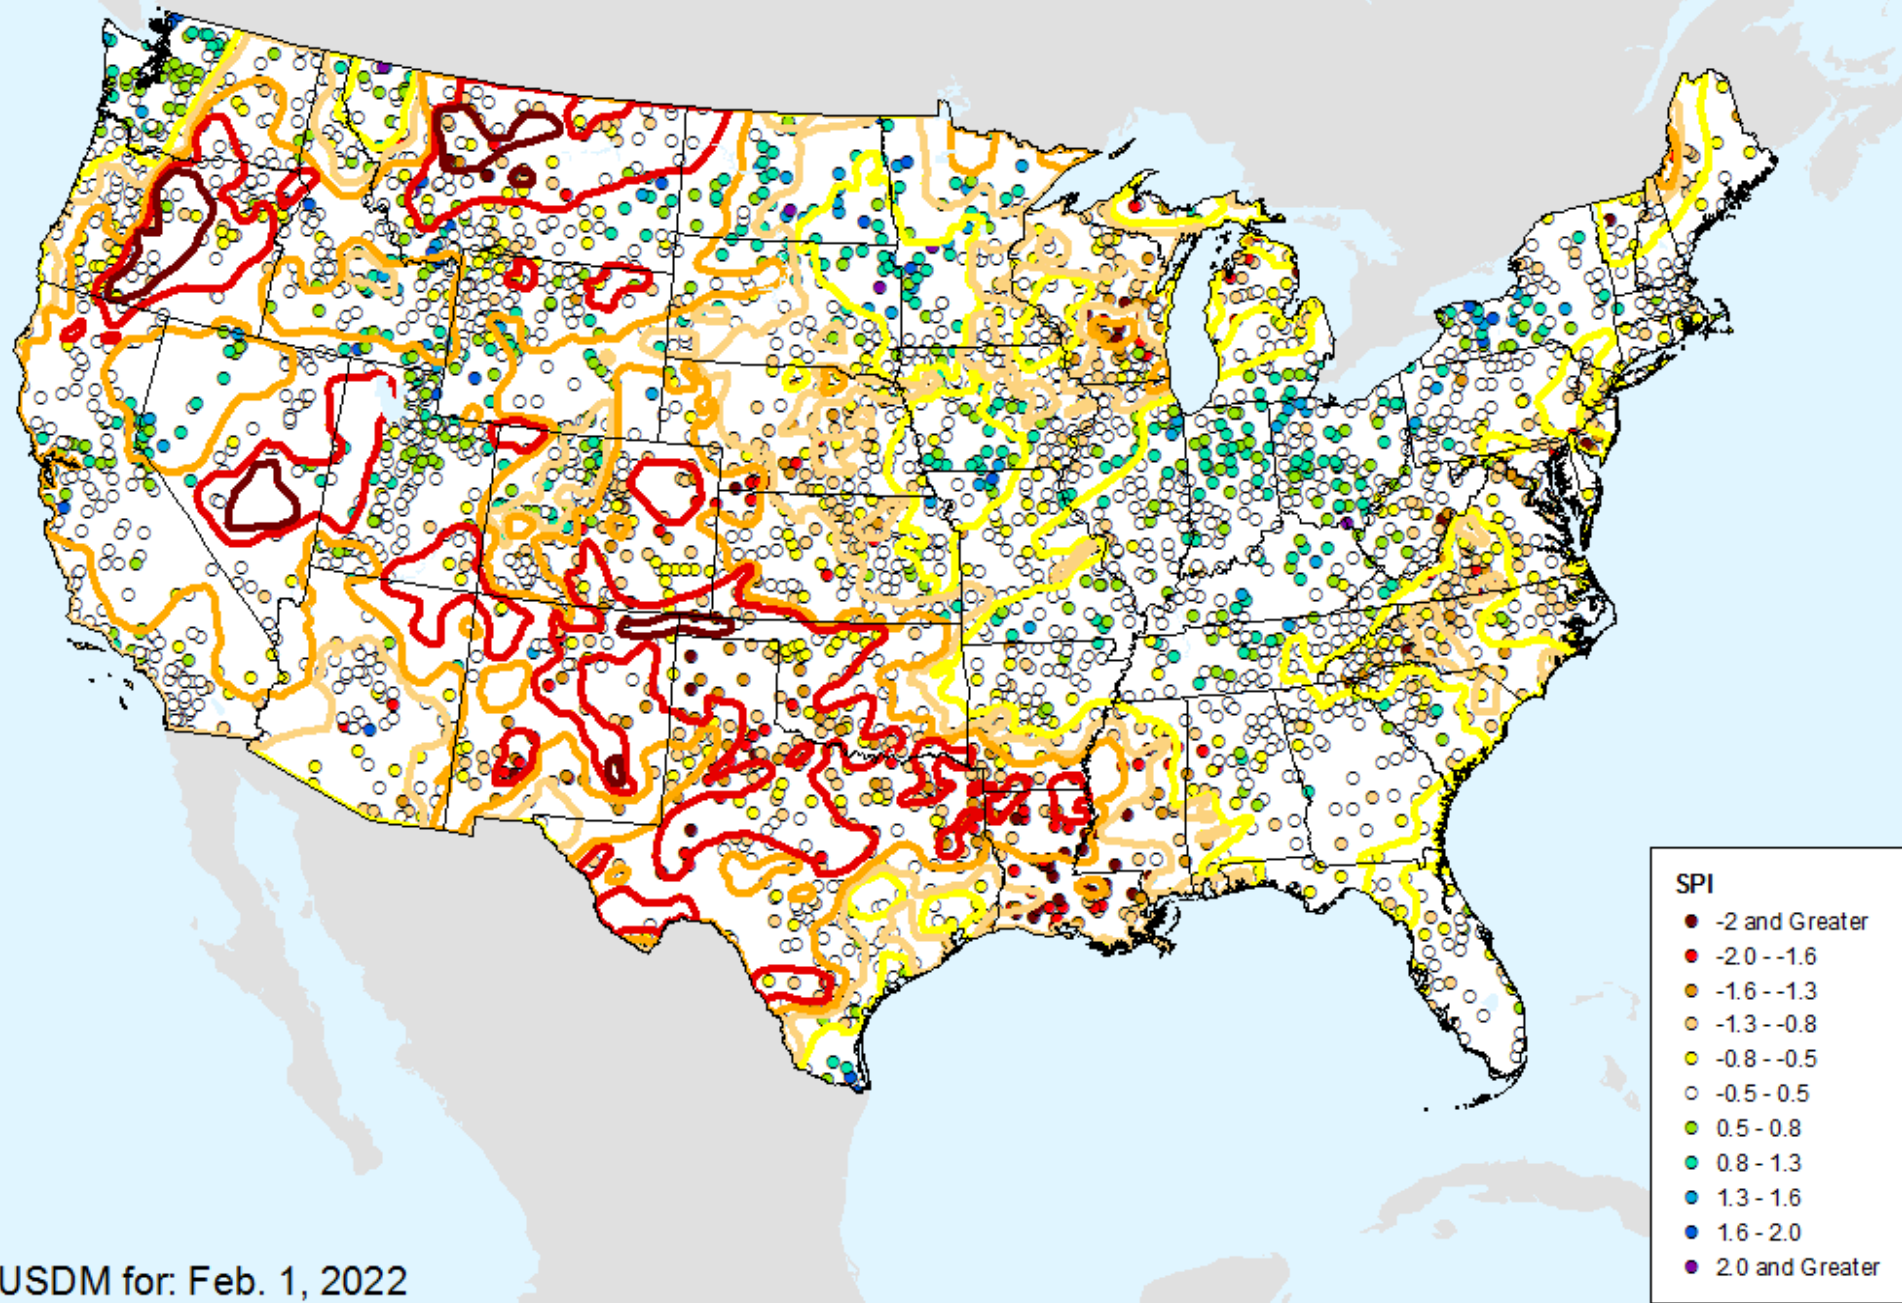 SPI
-2 and Greater
-2.0 - -1.6
-1.6 - -1.3
-1.3 - -0.8
-0.8 - -0.5
-0.5 - 0.5
0.5 - 0.8
0.8 - 1.3
1.3 - 1.6
1.6 - 2.0
2.0 and Greater
USDM for: Feb. 1, 2022